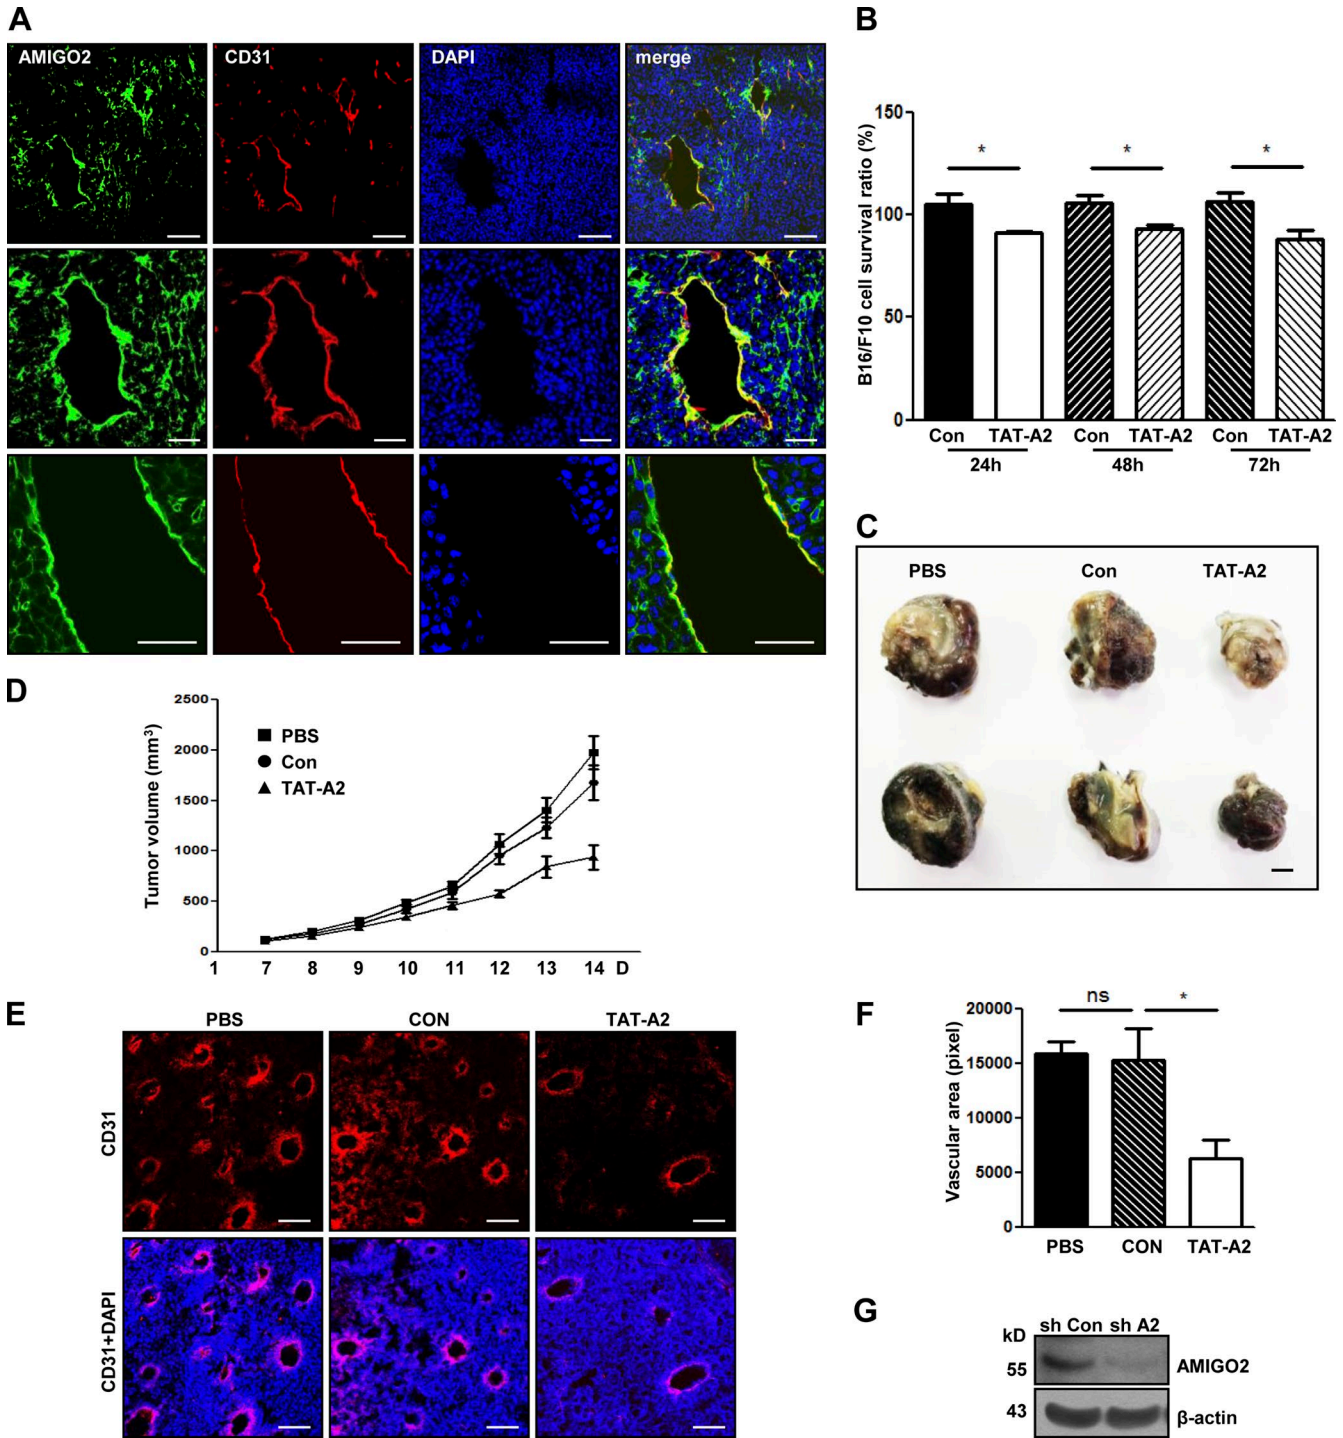 A
AMIGO2 CD31 DAPI merge
B
B16/F10 cell survival ratio (%)
150
100
50
0
* * *
Con TAT-A2 Con TAT-A2 Con TAT-A2
24h 48h 72h
C
PBS Con TAT-A2
D
Tumor volume (mm³)
2500
2000
1500
1000
500
0
PBS
Con
TAT-A2
1 7 8 9 10 11 12 13 14 D
E
PBS CON TAT-A2
CD31
CD31+DAPI
F
Vascular area (pixel)
20000
15000
10000
5000
0
ns *
PBS CON TAT-A2
G
sh Con sh A2
kD
55 AMIGO2
43 β-actin